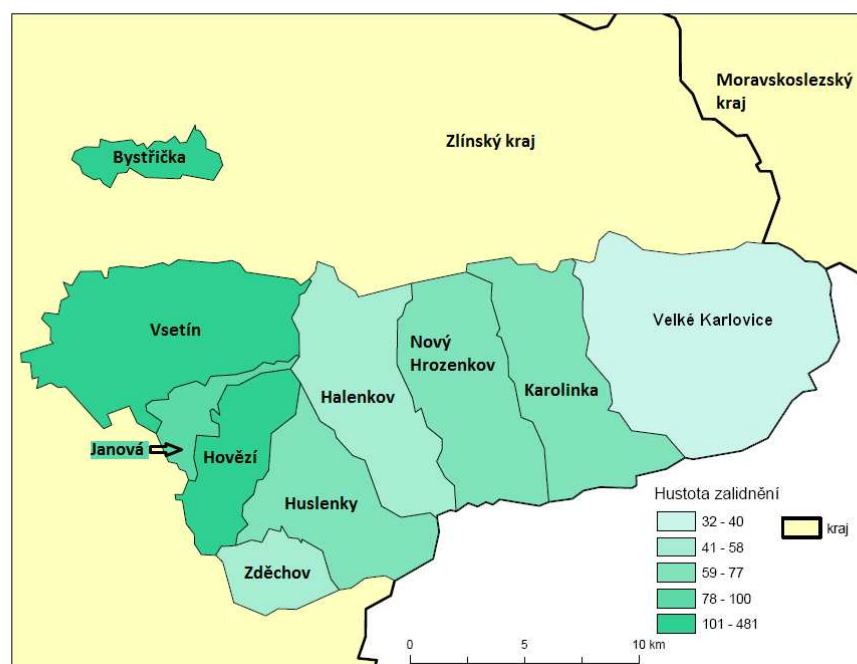 Moravskoslezský
kraj
Zlínský kraj
Bystřička
Vsetín
Velké Karlovice
Nový
Hrozenkov
Halenkov
Karolinka
Janová
Hovězí
Huslenky
Zděchov
Hustota zalidnění
32 - 40
41 - 58
59 - 77
78 - 100
101 - 481
kraj
0 5 10 km